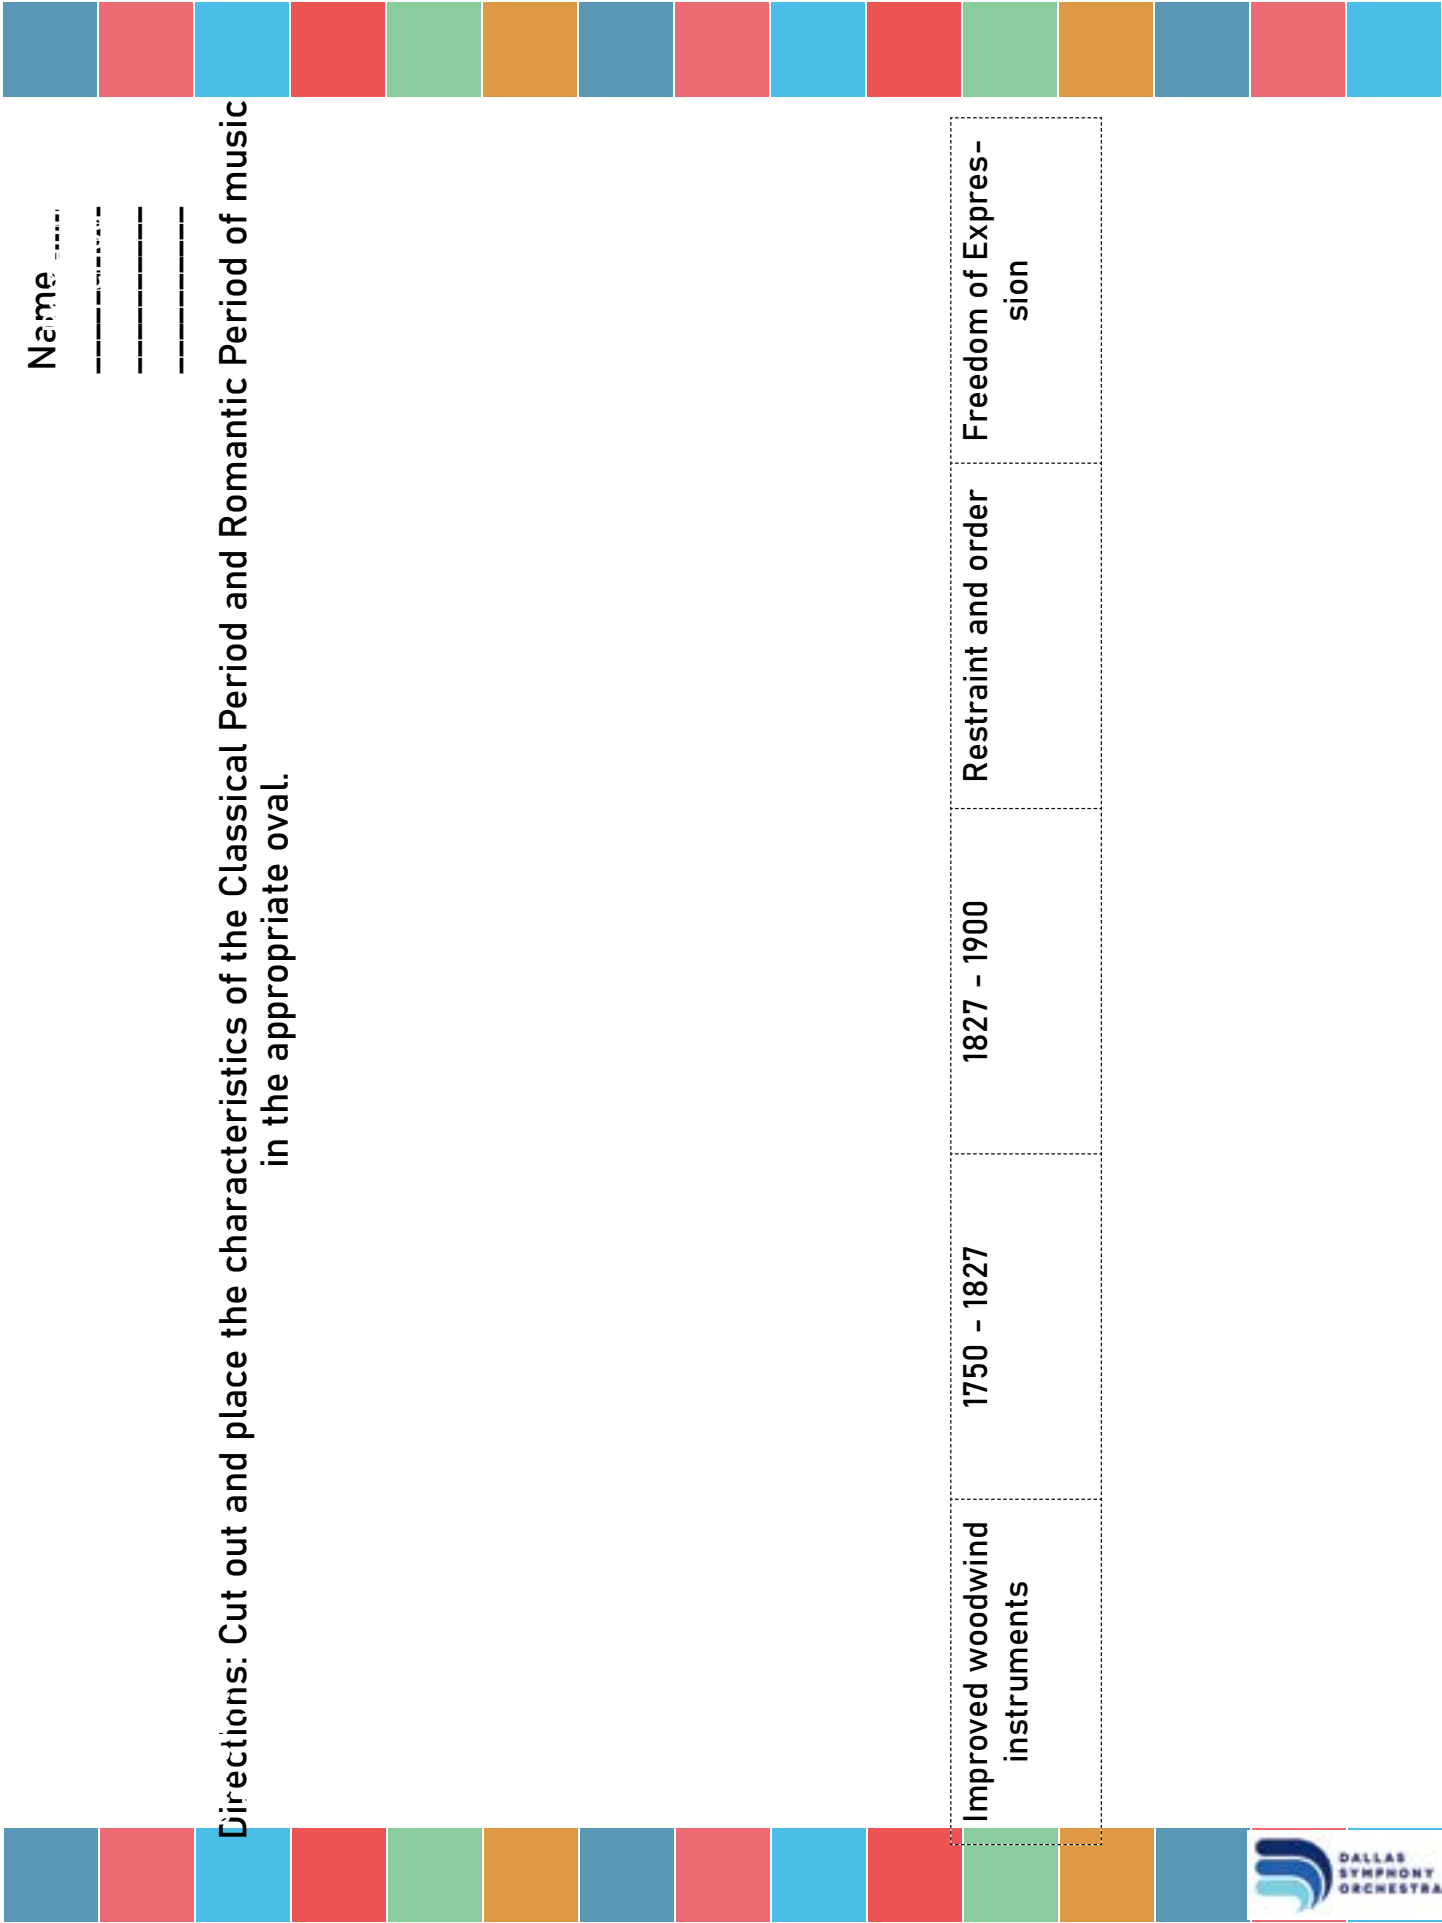 Name
Directions: Cut out and place the characteristics of the Classical Period and Romantic Period of music
in the appropriate oval.
Improved woodwind
instruments
1750 - 1827
1827 - 1900
Restraint and order
Freedom of Expres-
sion
DALLAS
SYMPHONY
ORCHESTRA